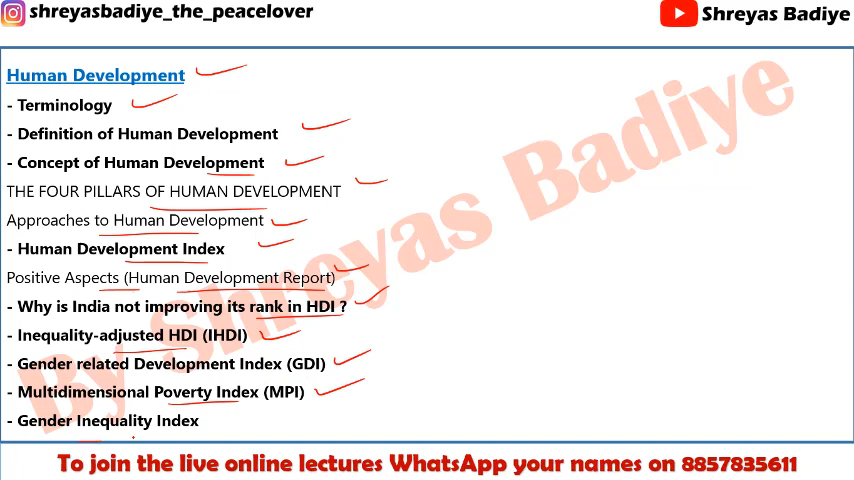 shreyasbadiye_the_peacelover
Shreyas Badiye
Human Development
- Terminology
- Definition of Human Development
- Concept of Human Development
THE FOUR PILLARS OF HUMAN DEVELOPMENT
Approaches to Human Development
- Human Development Index
Positive Aspects (Human Development Report)
- Why is India not improving its rank in HDI ?
- Inequality-adjusted HDI (IHDI)
- Gender related Development Index (GDI)
- Multidimensional Poverty Index (MPI)
- Gender Inequality Index
By Shreyas Badiye
To join the live online lectures WhatsApp your names on 8857835611